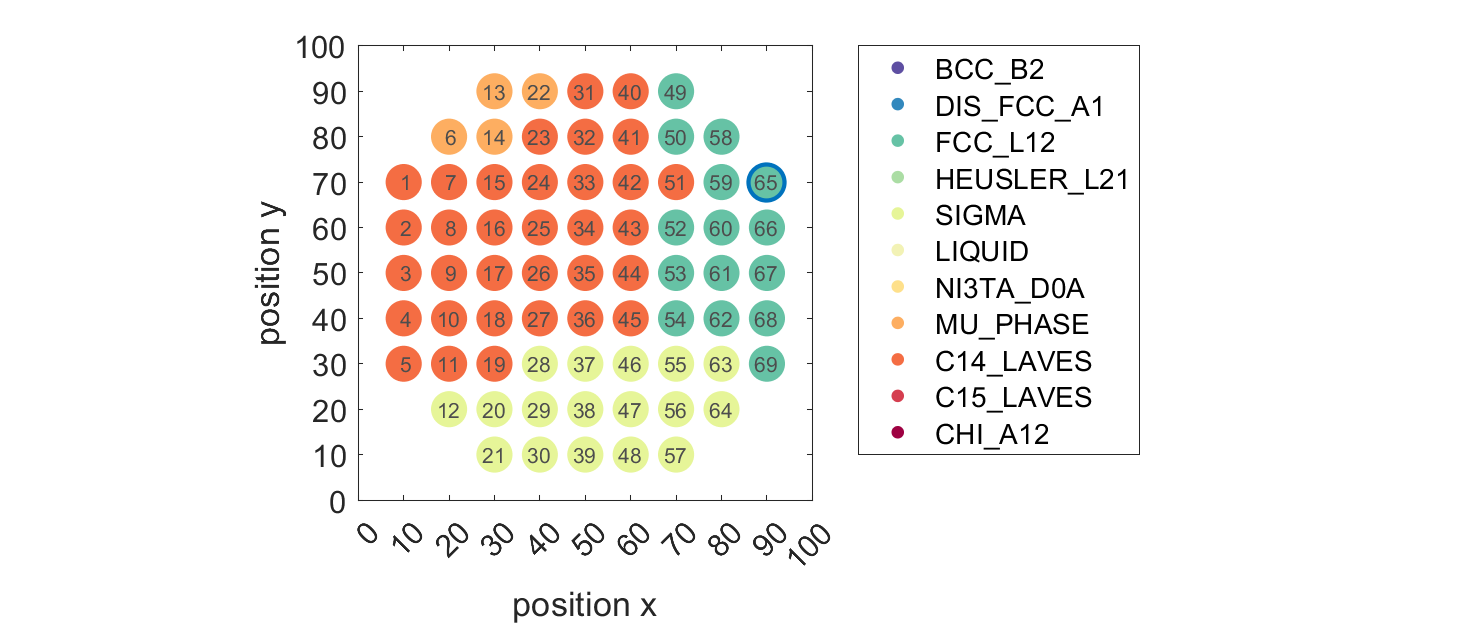 100
90
80
70
60
50
40
30
20
10
0
position y
13 22 31 40 49
6 14 23 32 41 50 58
1 7 15 24 33 42 51 59 65
2 8 16 25 34 43 52 60 66
3 9 17 26 35 44 53 61 67
4 10 18 27 36 45 54 62 68
5 11 19 28 37 46 55 63 69
12 20 29 38 47 56 64
21 30 39 48 57
0 10 20 30 40 50 60 70 80 90 100
position x
BCC_B2
DIS_FCC_A1
FCC_L12
HEUSLER_L21
SIGMA
LIQUID
NI3TA_D0A
MU_PHASE
C14_LAVES
C15_LAVES
CHI_A12